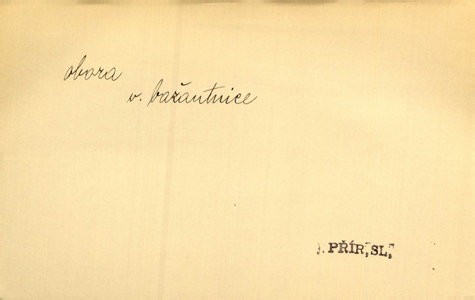 obora
v. bažantnice
PŘÍR. SL.